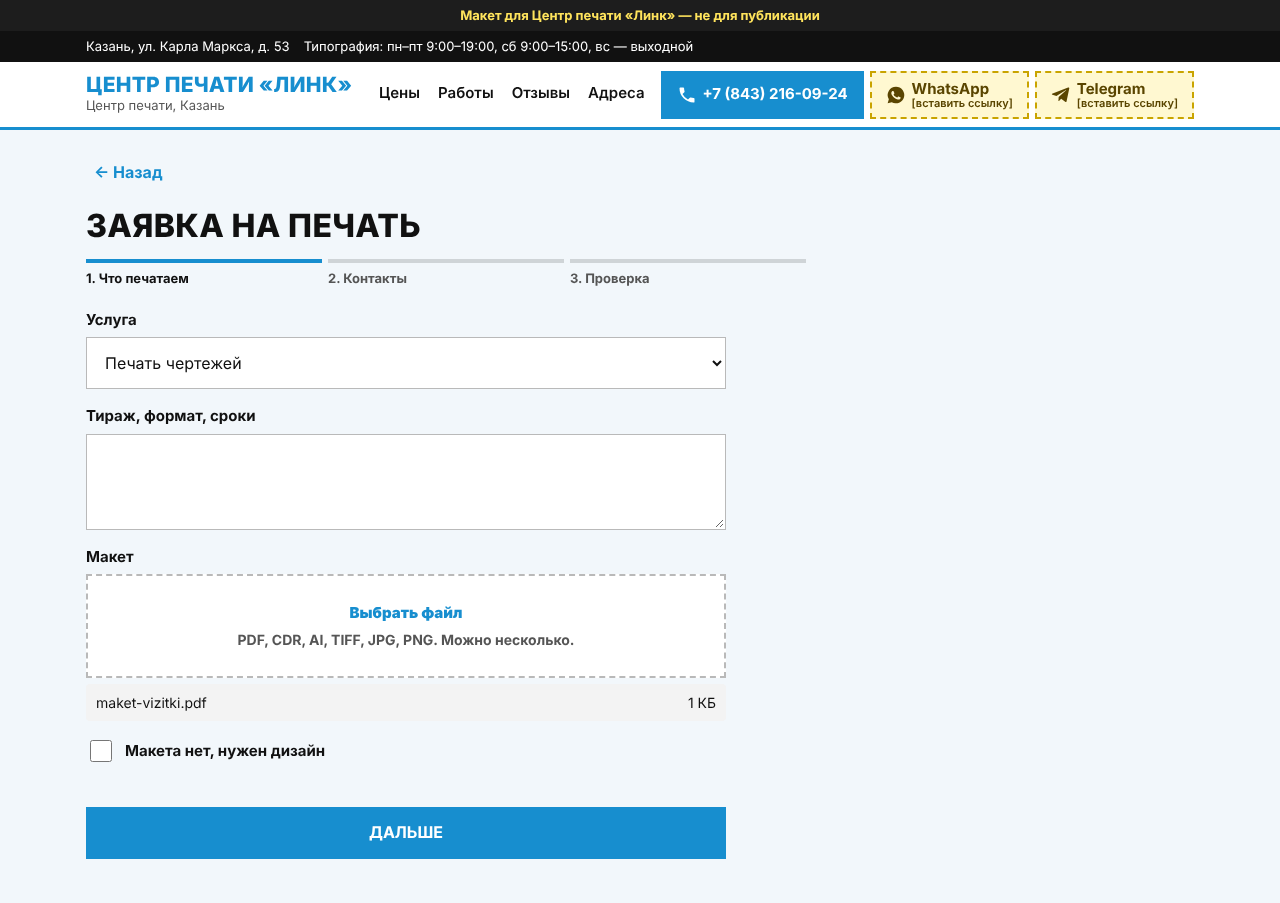 Макет для Центр печати «Линк» — не для публикации
Казань, ул. Карла Маркса, д. 53 Типография: пн–пт 9:00–19:00, сб 9:00–15:00, вс — выходной
ЦЕНТР ПЕЧАТИ «ЛИНК»
Центр печати, Казань
Цены Работы Отзывы Адреса
+7 (843) 216-09-24
WhatsApp
[вставить ссылку]
Telegram
[вставить ссылку]
← Назад
ЗАЯВКА НА ПЕЧАТЬ
1. Что печатаем
2. Контакты
3. Проверка
Услуга
Печать чертежей
Тираж, формат, сроки
Макет
Выбрать файл
PDF, CDR, AI, TIFF, JPG, PNG. Можно несколько.
maket-vizitki.pdf 1 КБ
Макета нет, нужен дизайн
ДАЛЬШЕ